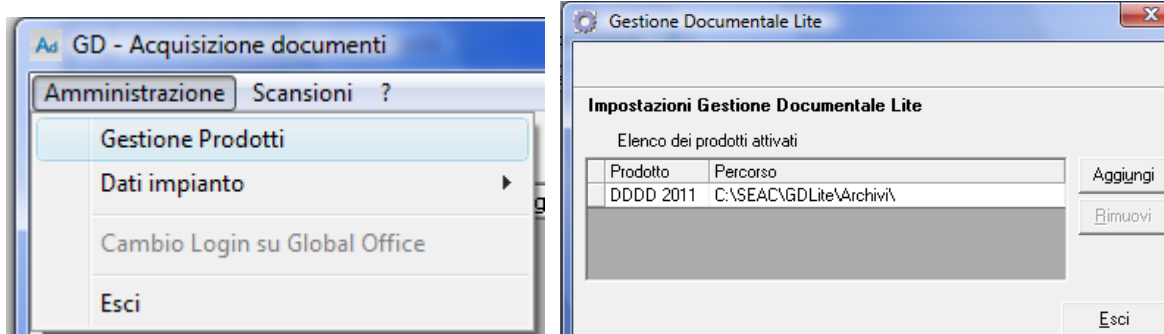 Ad GD - Acquisizione documenti
Amministrazione Scansioni ?
Gestione Prodotti
Dati impianto
Cambio Login su Global Office
Esci
Gestione Documentale Lite
Impostazioni Gestione Documentale Lite
Elenco dei prodotti attivati
Prodotto Percorso
DDDD 2011 C:\SEAC\GDLite\Archivi\
Aggiungi
Rimuovi
Esci